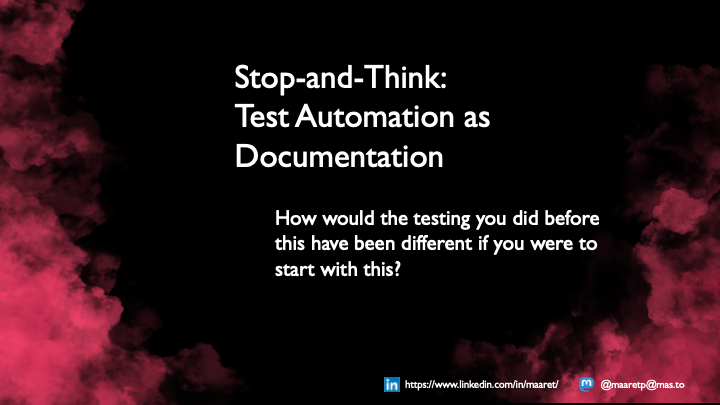 Stop-and-Think:
Test Automation as
Documentation
How would the testing you did before
this have been different if you were to
start with this?
in https://www.linkedin.com/in/maaret/ m @maaretp@mas.to